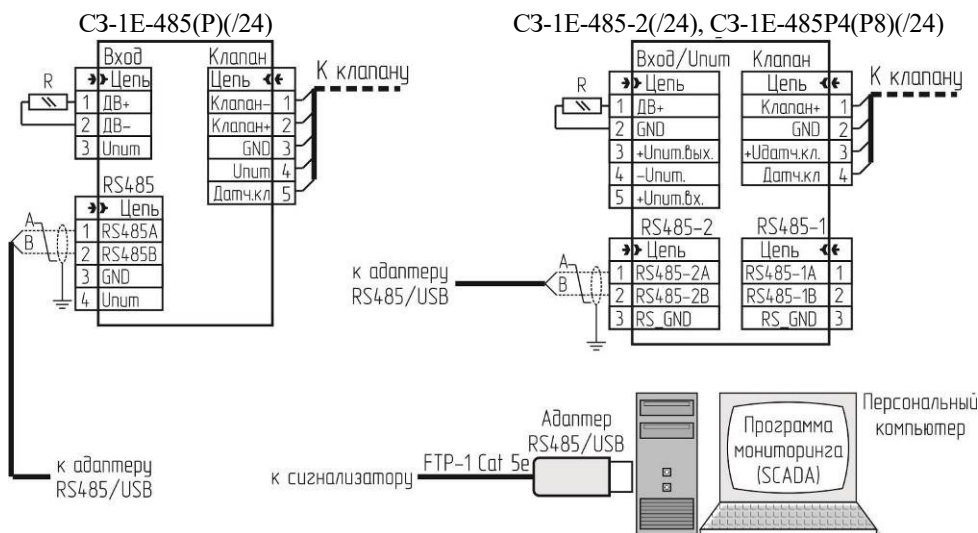 СЗ-1Е-485(Р)(/24)
Вход
Цепь
1 ДВ+
2 ДВ–
3 Uпит
R
Клапан
Цепь
Клапан– 1
Клапан+ 2
GND 3
Uпит 4
Датч.кл 5
К клапану
RS485
Цепь
1 RS485A
2 RS485B
3 GND
4 Uпит
A
B
к адаптеру
RS485/USB
СЗ-1Е-485-2(/24), СЗ-1Е-485Р4(Р8)(/24)
Вход/Uпит
Цепь
1 ДВ+
2 GND
3 +Uпит.вых.
4 –Uпит.
5 +Uпит.вх.
R
Клапан
Цепь
Клапан+ 1
GND 2
+Uдатч.кл. 3
Датч.кл 4
К клапану
RS485–2
Цепь
1 RS485–2A
2 RS485–2B
3 RS_GND
A
B
к адаптеру
RS485/USB
RS485–1
Цепь
RS485–1A 1
RS485–1B 2
RS_GND 3
к сигнализатору
FTP–1 Cat 5e
Адаптер
RS485/USB
Программа
мониторинга
(SCADA)
Персональный
компьютер